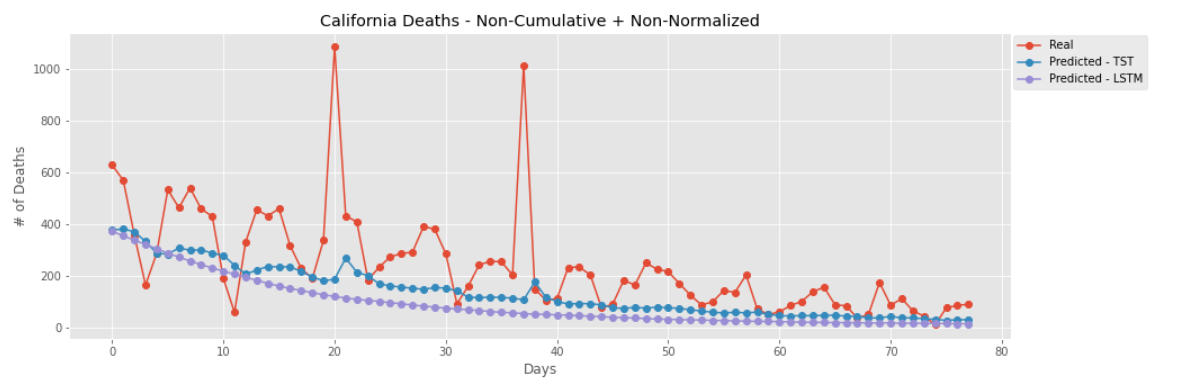 California Deaths - Non-Cumulative + Non-Normalized
Real
Predicted - TST
Predicted - LSTM
# of Deaths
1000
800
600
400
200
0
0 10 20 30 40 50 60 70 80
Days